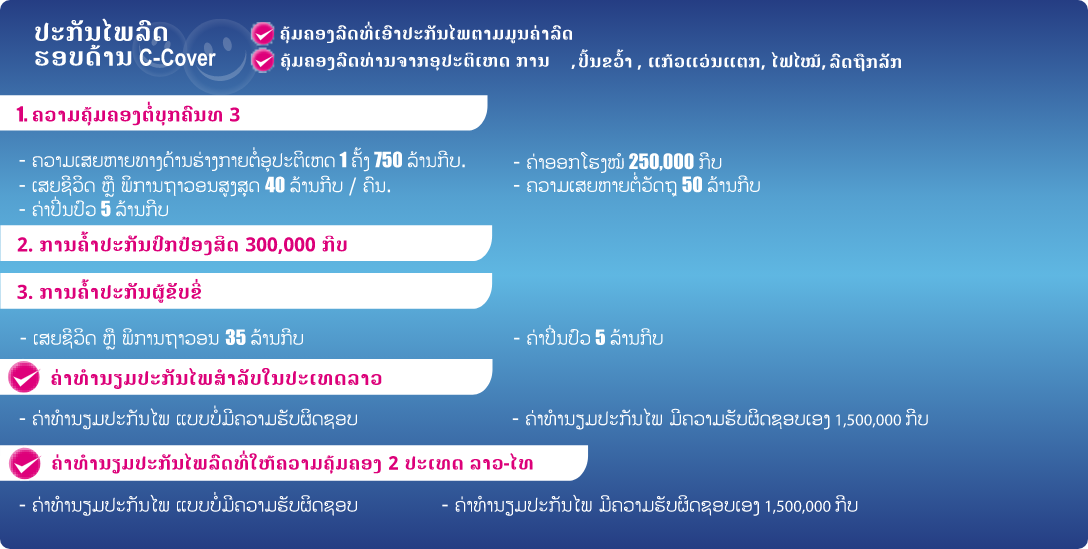 ປະກັນໄພລົດ
ຮອບດ້ານ C-Cover
ຄຸ້ມຄອງລົດທີ່ເອົາປະກັນໄພຕາມມູນຄ່າລົດ
ຄຸ້ມຄອງລົດທ່ານຈາກອຸປະຕິເຫດ ການ ,ປິ້ນຂວ້ຳ , ແກ້ວແວ່ນແຕກ, ໄຟໄໝ້, ລົດຖືກລັກ
1. ຄວາມຄຸ້ມຄອງຕໍ່ບຸກຄົນທ 3
- ຄວາມເສຍຫາຍທາງດ້ານຮ່າງກາຍຕໍ່ອຸປະຕິເຫດ 1 ຄັ້ງ 750 ລ້ານກີບ.
- ເສຍຊີວິດ ຫຼື ພິການຖາວອນສູງສຸດ 40 ລ້ານກີບ / ຄົນ.
- ຄ່າປິ່ນປົວ 5 ລ້ານກີບ
- ຄ່າອອກໂຮງໝໍ 250,000 ກີບ
- ຄວາມເສຍຫາຍຕໍ່ວັດຖຸ 50 ລ້ານກີບ
2. ການຄ້ຳປະກັນປົກປ່ອງສິດ 300,000 ກີບ
3. ການຄ້ຳປະກັນຜູ້ຂັບຂີ່
- ເສຍຊີວິດ ຫຼື ພິການຖາວອນ 35 ລ້ານກີບ
- ຄ່າປິ່ນປົວ 5 ລ້ານກີບ
ຄ່າທຳນຽມປະກັນໄພສຳລັບໃນປະເທດລາວ
- ຄ່າທຳນຽມປະກັນໄພ ແບບບໍ່ມີຄວາມຮັບຜິດຊອບ
- ຄ່າທຳນຽມປະກັນໄພ ມີຄວາມຮັບຜິດຊອບເອງ 1,500,000 ກີບ
ຄ່າທຳນຽມປະກັນໄພລົດທີ່ໃຫ້ຄວາມຄຸ້ມຄອງ 2 ປະເທດ ລາວ-ໄທ
- ຄ່າທຳນຽມປະກັນໄພ ແບບບໍ່ມີຄວາມຮັບຜິດຊອບ
- ຄ່າທຳນຽມປະກັນໄພ ມີຄວາມຮັບຜິດຊອບເອງ 1,500,000 ກີບ